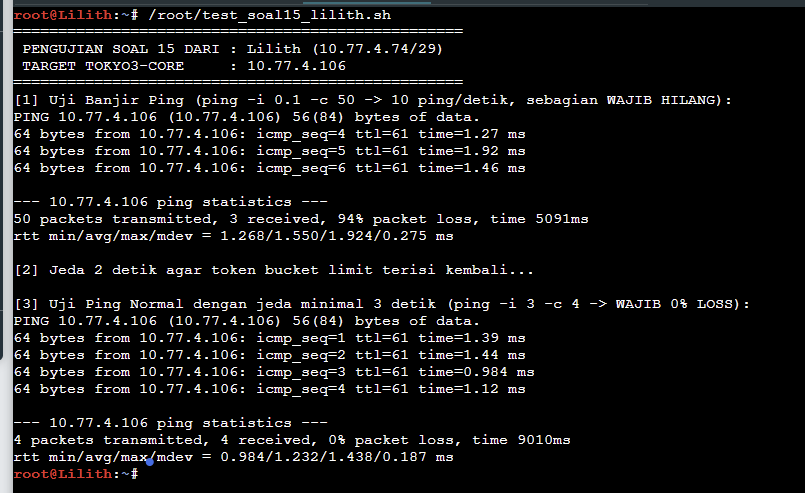 root@Lilith:~# /root/test_soal15_lilith.sh
====================================================
PENGUJIAN SOAL 15 DARI : Lilith (10.77.4.74/29)
TARGET TOKYO3-CORE     : 10.77.4.106
====================================================
[1] Uji Banjir Ping (ping -i 0.1 -c 50 -> 10 ping/detik, sebagian WAJIB HILANG):
PING 10.77.4.106 (10.77.4.106) 56(84) bytes of data.
64 bytes from 10.77.4.106: icmp_seq=4 ttl=61 time=1.27 ms
64 bytes from 10.77.4.106: icmp_seq=5 ttl=61 time=1.92 ms
64 bytes from 10.77.4.106: icmp_seq=6 ttl=61 time=1.46 ms
--- 10.77.4.106 ping statistics ---
50 packets transmitted, 3 received, 94% packet loss, time 5091ms
rtt min/avg/max/mdev = 1.268/1.550/1.924/0.275 ms
[2] Jeda 2 detik agar token bucket limit terisi kembali...
[3] Uji Ping Normal dengan jeda minimal 3 detik (ping -i 3 -c 4 -> WAJIB 0% LOSS):
PING 10.77.4.106 (10.77.4.106) 56(84) bytes of data.
64 bytes from 10.77.4.106: icmp_seq=1 ttl=61 time=1.39 ms
64 bytes from 10.77.4.106: icmp_seq=2 ttl=61 time=1.44 ms
64 bytes from 10.77.4.106: icmp_seq=3 ttl=61 time=0.984 ms
64 bytes from 10.77.4.106: icmp_seq=4 ttl=61 time=1.12 ms
--- 10.77.4.106 ping statistics ---
4 packets transmitted, 4 received, 0% packet loss, time 9010ms
rtt min/avg/max/mdev = 0.984/1.232/1.438/0.187 ms
root@Lilith:~#